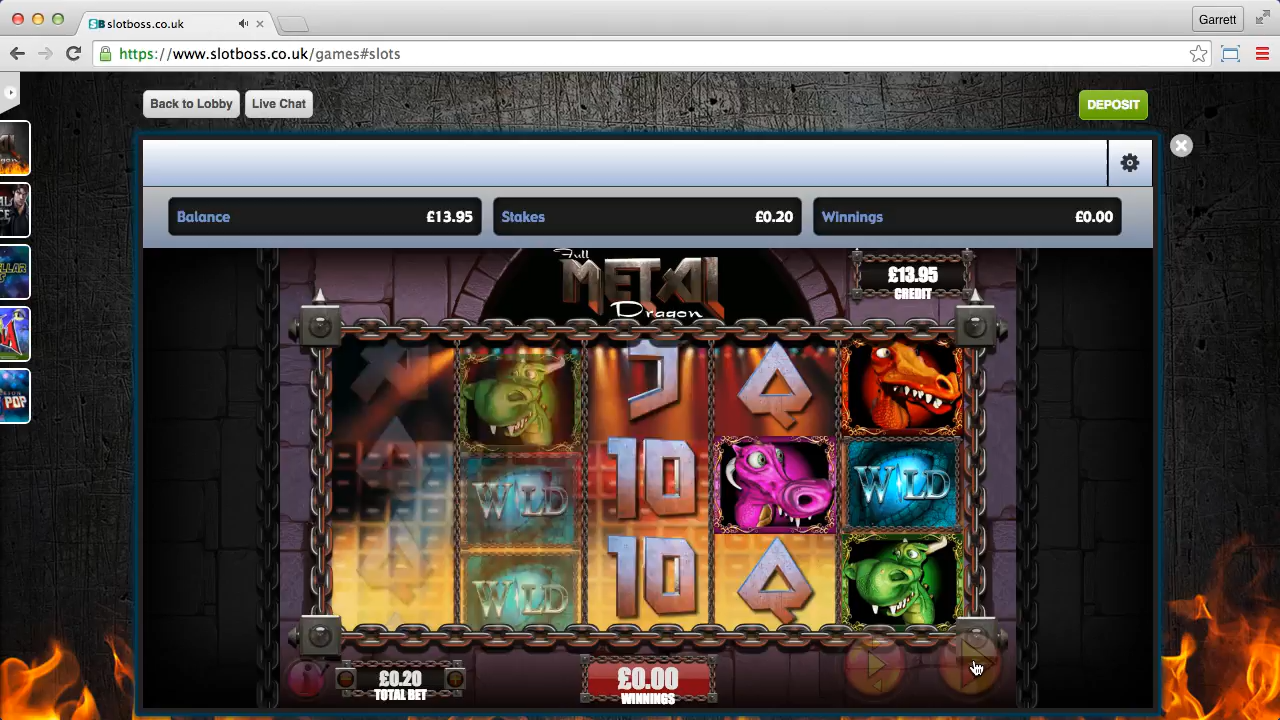 SB slotboss.co.uk
Garrett
https://www.slotboss.co.uk/games#slots
Back to Lobby
Live Chat
DEPOSIT
Balance £13.95
Stakes £0.20
Winnings £0.00
Full
METAL
Dragon
£13.95
CREDIT
J
Q
WILD
10
WILD
WILD
10
Q
£0.20
TOTAL BET
£0.00
WINNINGS
POP